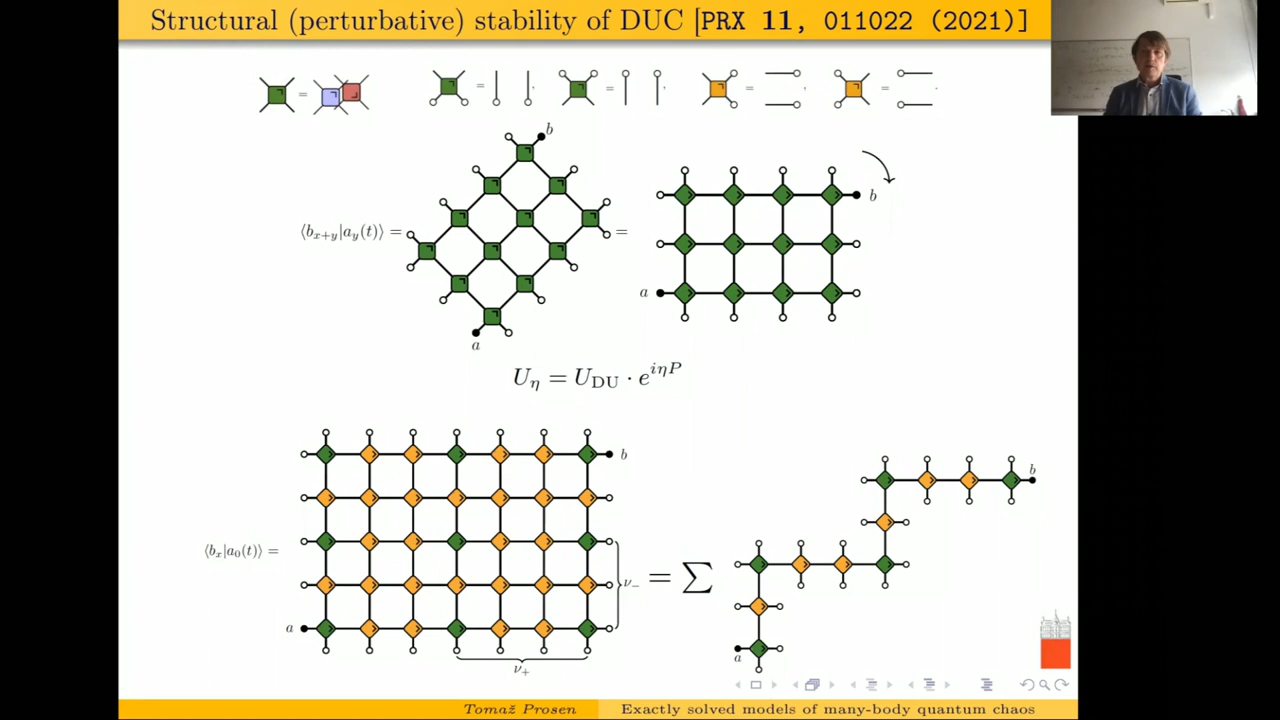 Structural (perturbative) stability of DUC [PRX 11, 011022 (2021)]
= = , = , = , = .
b
⟨b_{x+y}|a_y(t)⟩ = =
a
b
a
U_η = U_DU · e^{iηP}
⟨b_x|a_0(t)⟩ =
b
a
ν_−
ν_+
= ∑
b
a
Tomaž Prosen Exactly solved models of many-body quantum chaos